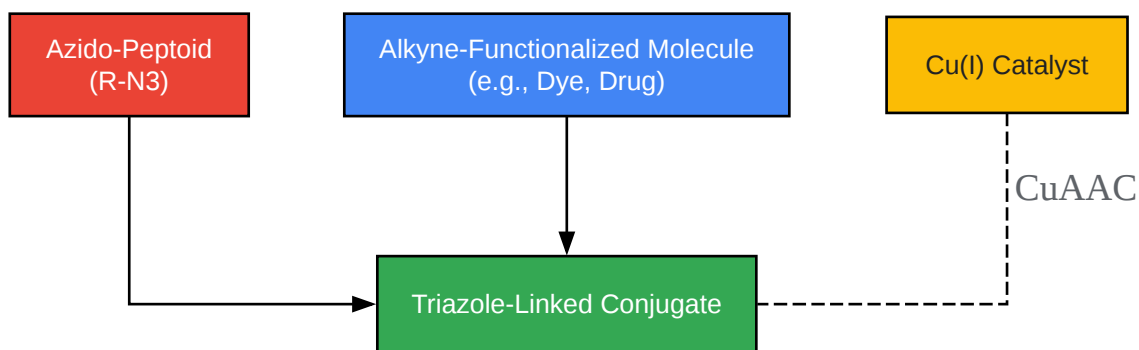 Azido-Peptoid
(R-N3)
Alkyne-Functionalized Molecule
(e.g., Dye, Drug)
Cu(I) Catalyst
CuAAC
Triazole-Linked Conjugate